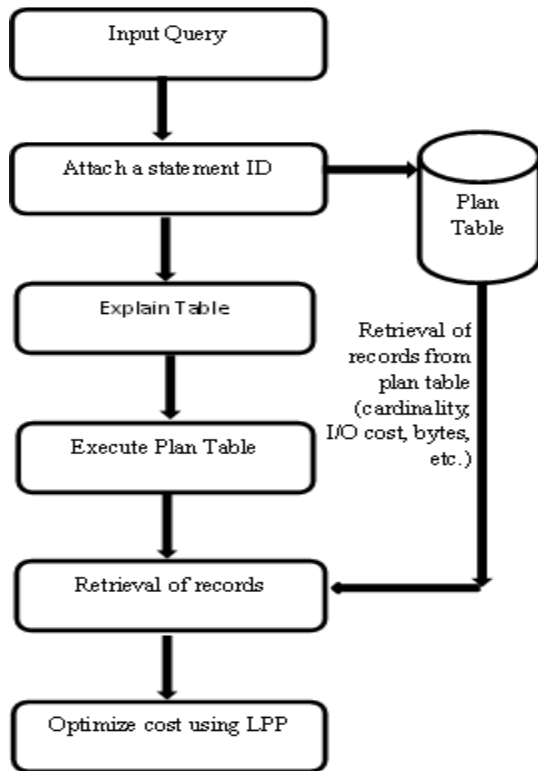 Input Query
Attach a statement ID
Plan
Table
Explain Table
Retrieval of
records from
plan table
(cardinality,
I/O cost, bytes,
etc.)
Execute Plan Table
Retrieval of records
Optimize cost using LPP